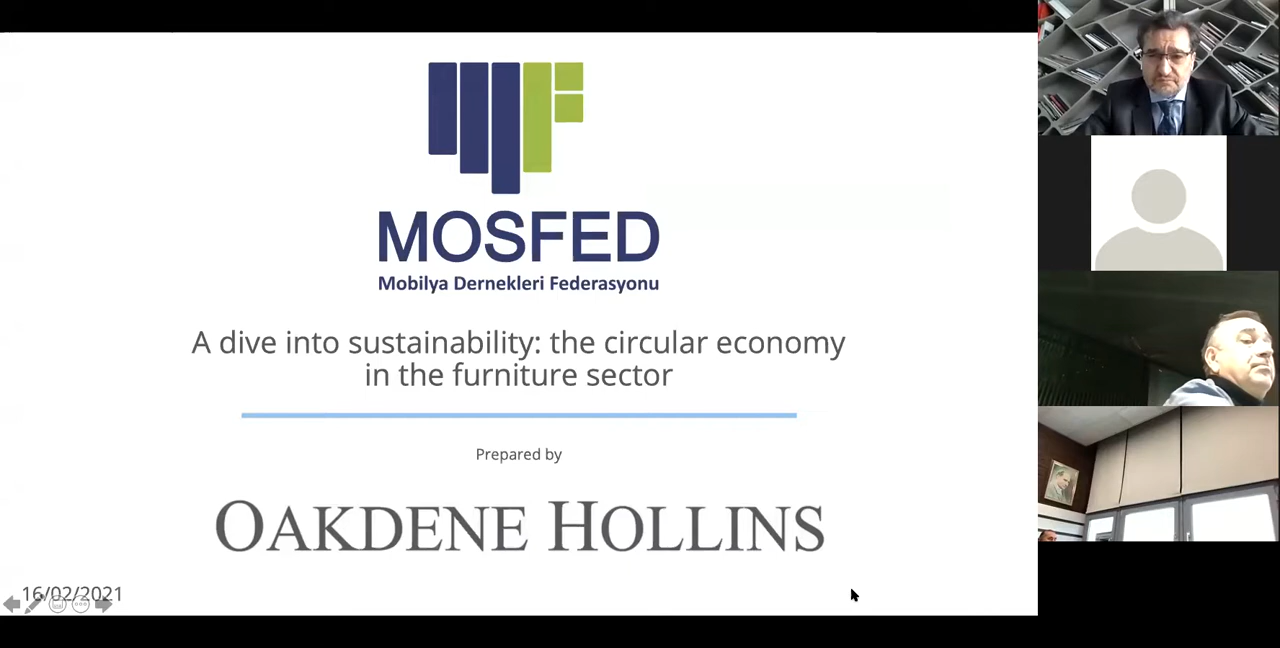 MOSFED
Mobilya Dernekleri Federasyonu
A dive into sustainability: the circular economy
in the furniture sector
Prepared by
OAKDENE HOLLINS
16/02/2021